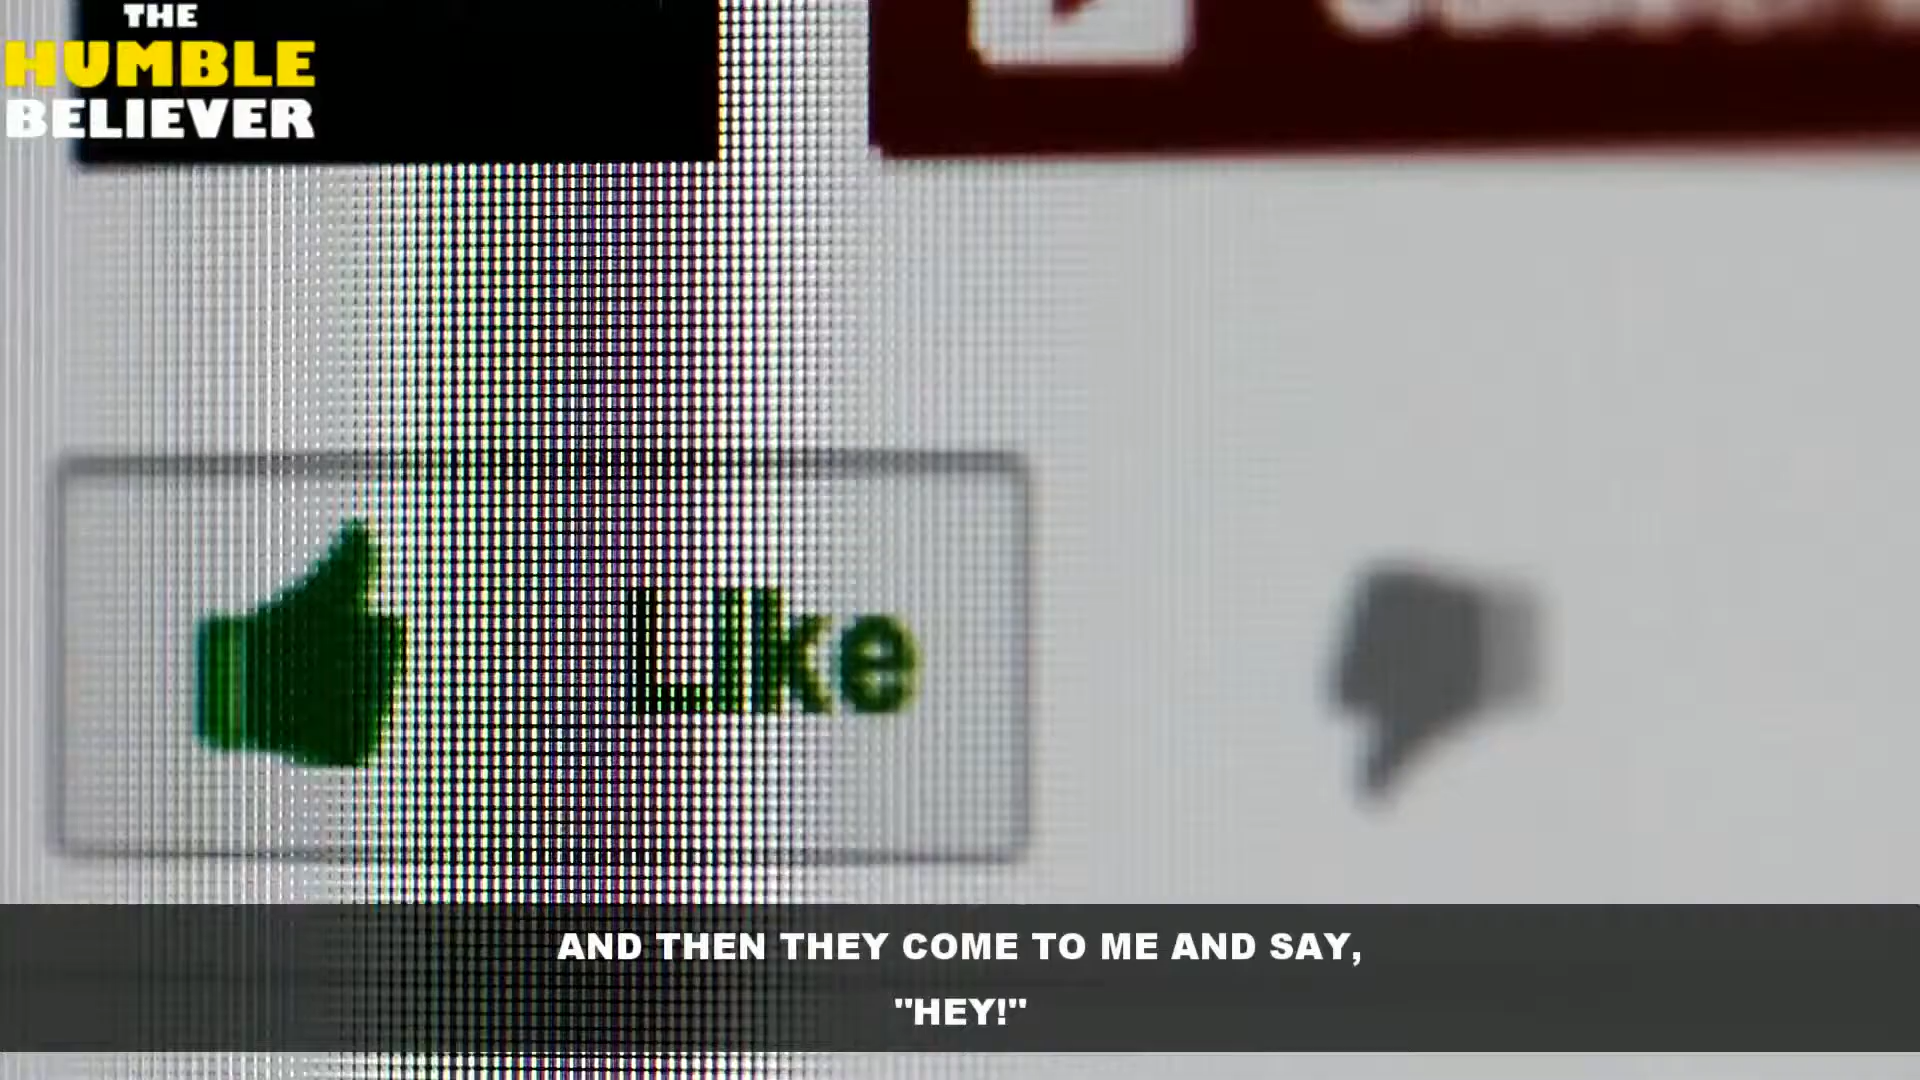 THE
HUMBLE
BELIEVER
Like
AND THEN THEY COME TO ME AND SAY,
"HEY!"